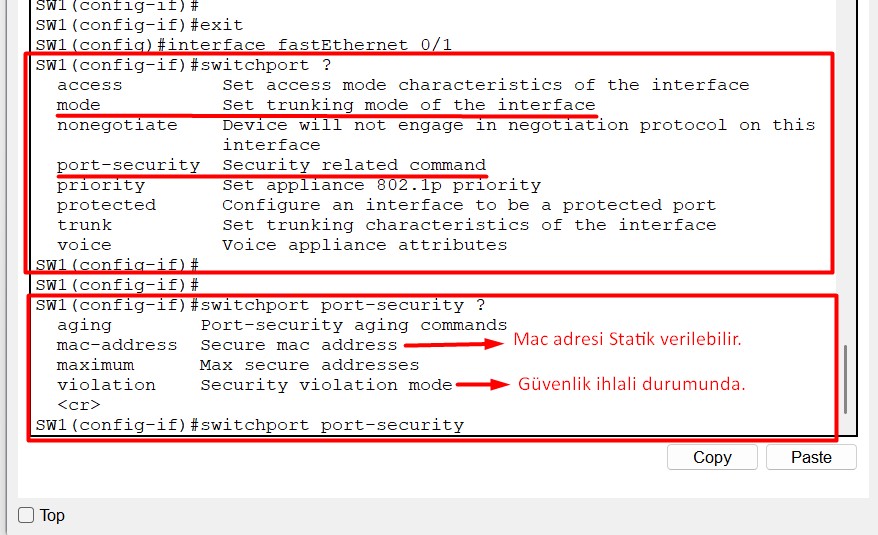 SW1(config-if)#
SW1(config-if)#exit
SW1(config)#interface fastEthernet 0/1
SW1(config-if)#switchport ?
access Set access mode characteristics of the interface
mode Set trunking mode of the interface
nonegotiate Device will not engage in negotiation protocol on this
interface
port-security Security related command
priority Set appliance 802.1p priority
protected Configure an interface to be a protected port
trunk Set trunking characteristics of the interface
voice Voice appliance attributes
SW1(config-if)#
SW1(config-if)#
SW1(config-if)#switchport port-security ?
aging Port-security aging commands
mac-address Secure mac address Mac adresi Statik verilebilir.
maximum Max secure addresses
violation Security violation mode Güvenlik ihlali durumunda.
<cr>
SW1(config-if)#switchport port-security
Copy Paste
Top